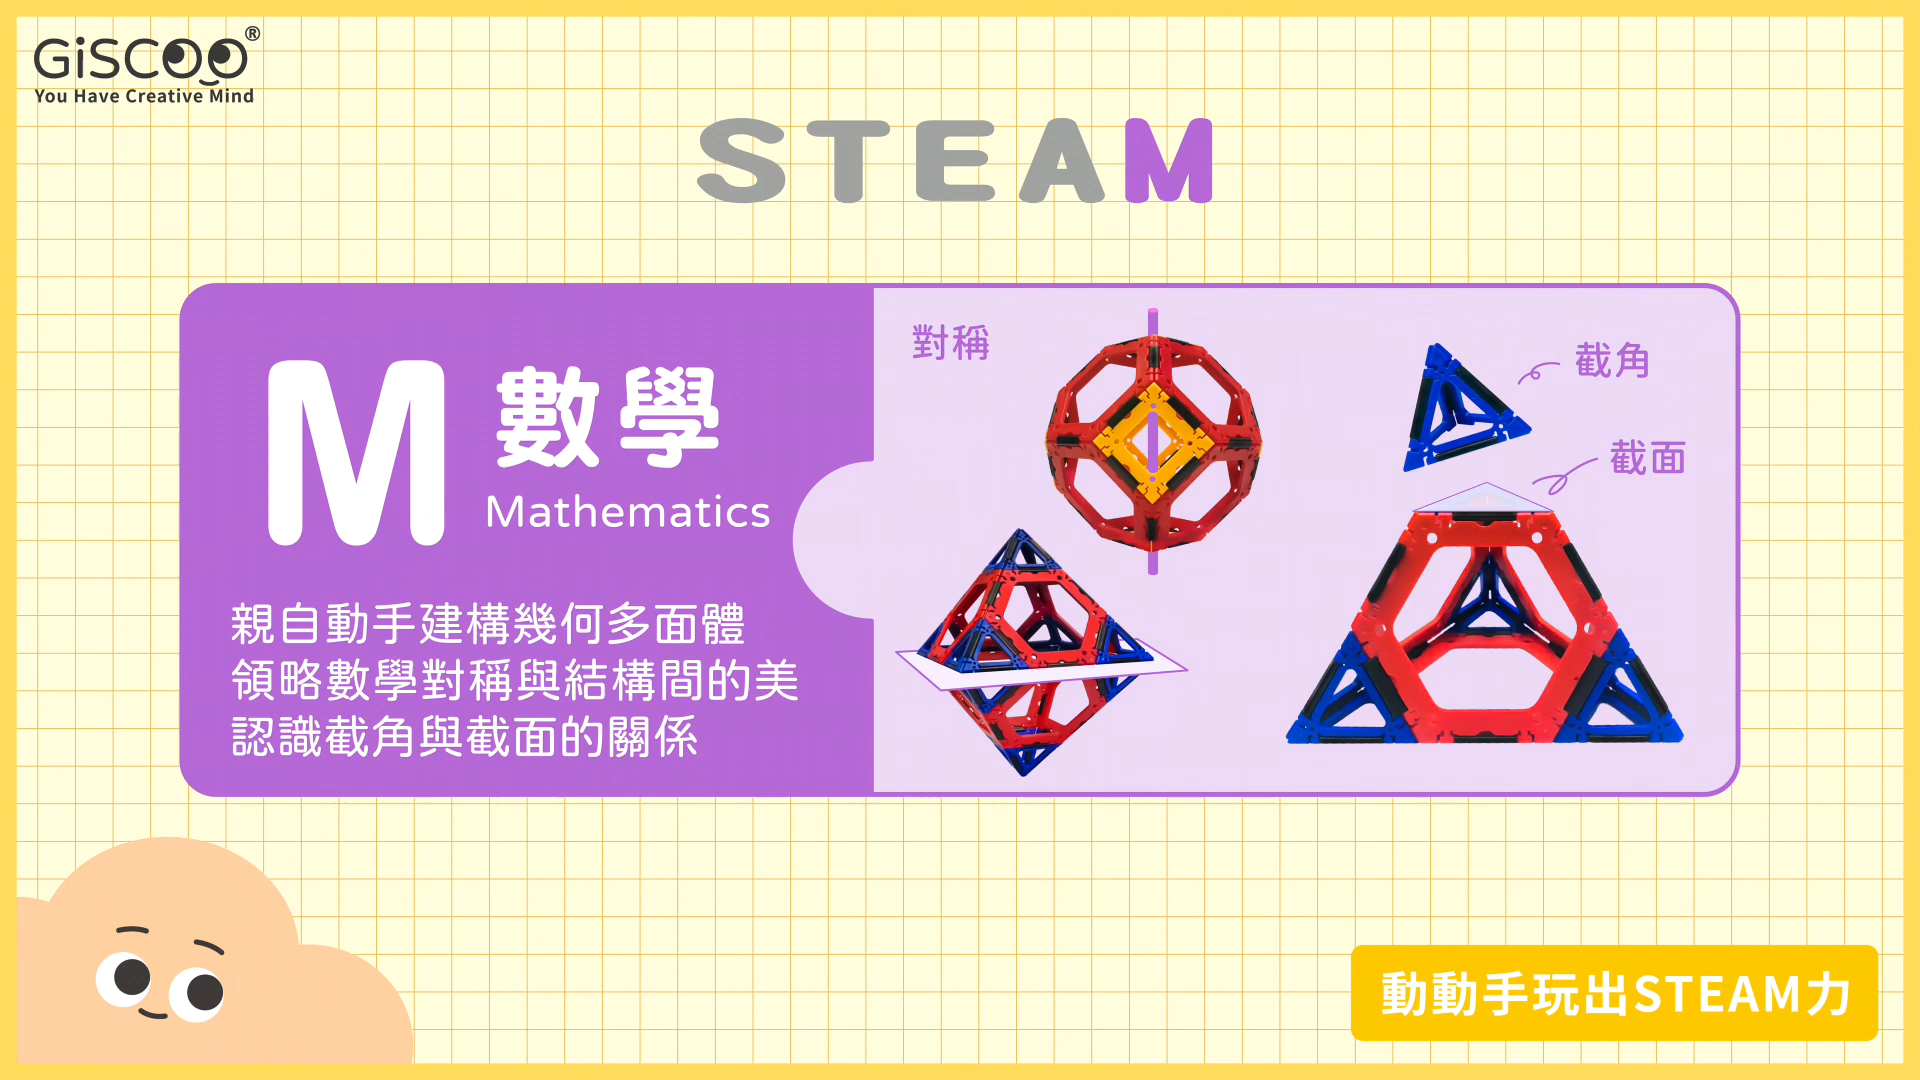 GiSCOO®
You Have Creative Mind
STEAM
M
數學
Mathematics
親自動手建構幾何多面體
領略數學對稱與結構間的美
認識截角與截面的關係
對稱
截角
截面
動動手玩出STEAM力